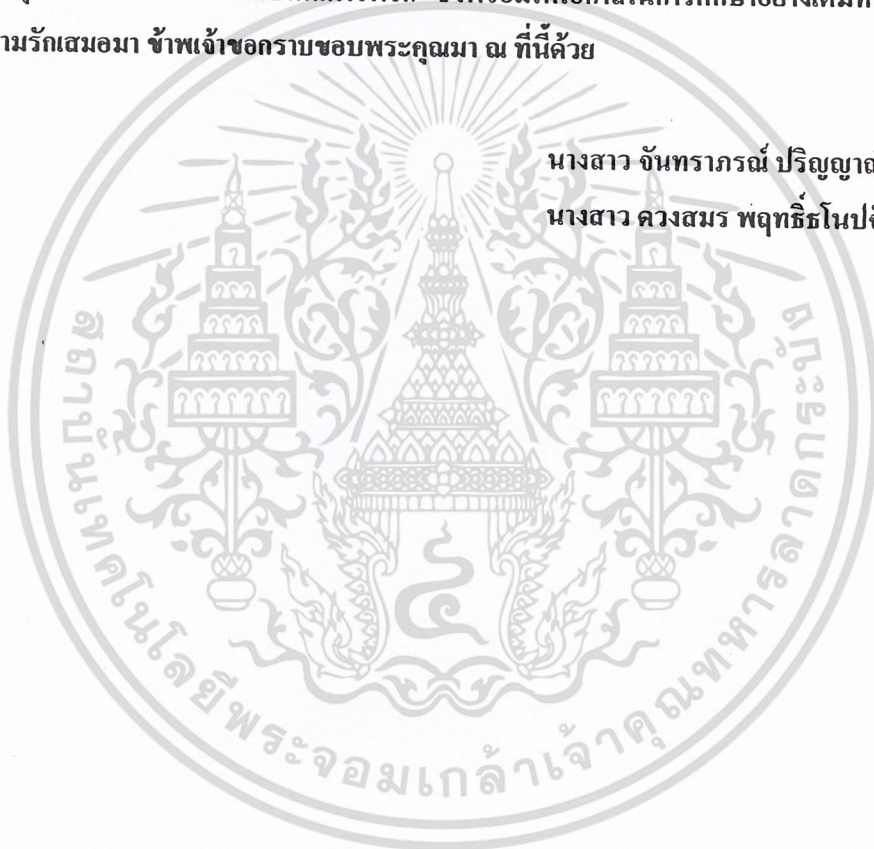 ามรักเสมอมา ข้าพเจ้าขอกราบขอบพระคุณมา ณ ที่นี้ด้วย
นางสาว จันทราภรณ์ ปริญญา
นางสาว ดวงสมร พฤทธิ์ธโนป
สถาบันเทคโนโลยีพระจอมเกล้าเจ้าคุณทหารลาดกระบัง
๔